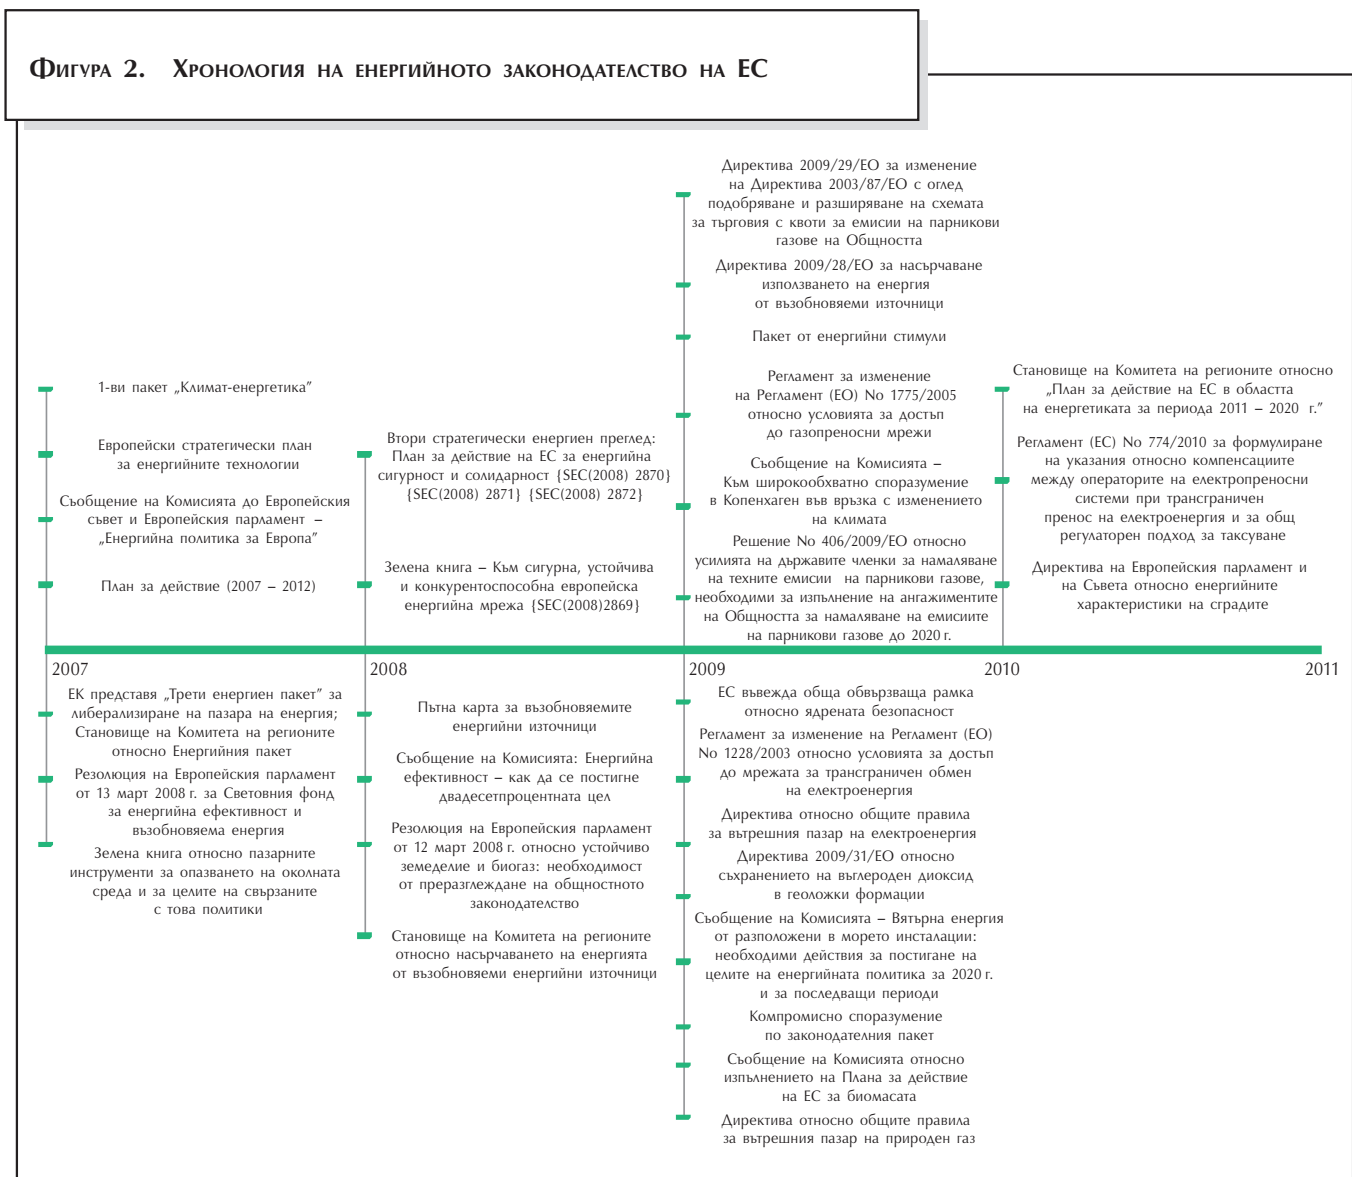 Фигура 2. Хронология на енергийното законодателство на ЕС
1-ви пакет „Климат-енергетика”
Европейски стратегически план
за енергийните технологии
Съобщение на Комисията до Европейския
съвет и Европейския парламент –
„Енергийна политика за Европа”
План за действие (2007 – 2012)
Втори стратегически енергиен преглед:
План за действие на ЕС за енергийна
сигурност и солидарност {SEC(2008) 2870}
{SEC(2008) 2871} {SEC(2008) 2872}
Зелена книга – Към сигурна, устойчива
и конкурентоспособна европейска
енергийна мрежа {SEC(2008)2869}
Директива 2009/29/ЕО за изменение
на Директива 2003/87/ЕО с оглед
подобряване и разширяване на схемата
за търговия с квоти за емисии на парникови
газове на Общността
Директива 2009/28/ЕО за насърчаване
използването на енергия
от възобновяеми източници
Пакет от енергийни стимули
Регламент за изменение
на Регламент (ЕО) No 1775/2005
относно условията за достъп
до газопреносни мрежи
Съобщение на Комисията –
Към широкообхватно споразумение
в Копенхаген във връзка с изменението
на климата
Решение No 406/2009/ЕО относно
усилията на държавите членки за намаляване
на техните емисии на парникови газове,
необходими за изпълнение на ангажиментите
на Общността за намаляване на емисиите
на парникови газове до 2020 г.
Становище на Комитета на регионите относно
„План за действие на ЕС в областта
на енергетиката за периода 2011 – 2020 г.”
Регламент (ЕС) No 774/2010 за формулиране
на указания относно компенсациите
между операторите на електропреносни
системи при трансграничен
пренос на електроенергия и за общ
регулаторен подход за таксуване
Директива на Европейския парламент и
на Съвета относно енергийните
характеристики на сградите
2007 2008 2009 2010 2011
ЕК представя „Трети енергиен пакет” за
либерализиране на пазара на енергия;
Становище на Комитета на регионите
относно Енергийния пакет
Резолюция на Европейския парламент
от 13 март 2008 г. за Световния фонд
за енергийна ефективност и
възобновяема енергия
Зелена книга относно пазарните
инструменти за опазването на околната
среда и за целите на свързаните
с това политики
Пътна карта за възобновяемите
енергийни източници
Съобщение на Комисията: Енергийна
ефективност – как да се постигне
двадесетпроцентната цел
Резолюция на Европейския парламент
от 12 март 2008 г. относно устойчиво
земеделие и биогаз: необходимост
от преразглеждане на общностното
законодателство
Становище на Комитета на регионите
относно насърчаването на енергията
от възобновяеми енергийни източници
ЕС въвежда обща обвързваща рамка
относно ядрената безопасност
Регламент за изменение на Регламент (ЕО)
No 1228/2003 относно условията за достъп
до мрежата за трансграничен обмен
на електроенергия
Директива относно общите правила
за вътрешния пазар на електроенергия
Директива 2009/31/ЕО относно
съхранението на въглероден диоксид
в геоложки формации
Съобщение на Комисията – Вятърна енергия
от разположени в морето инсталации:
необходими действия за постигане на
целите на енергийната политика за 2020 г.
и за последващи периоди
Компромисно споразумение
по законодателния пакет
Съобщение на Комисията относно
изпълнението на Плана за действие
на ЕС за биомасата
Директива относно общите правила
за вътрешния пазар на природен газ